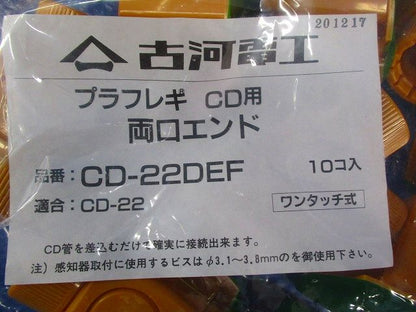 201217
古河電工
プラフレキ CD用
両口エンド
品番：CD-22DEF 10コ入
適合：CD-22 ワンタッチ式
CD管を差込むだけで確実に接続出来ます。
注）感知器取付に使用するビスはφ3.1〜3.8mmのを御使用下さい。